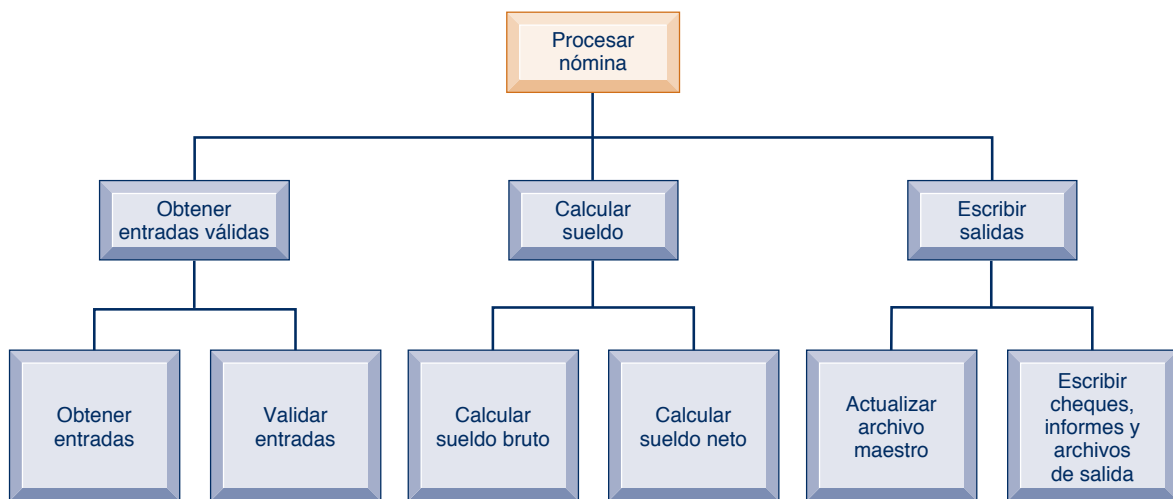 Procesar
nómina
Obtener
entradas válidas
Calcular
sueldo
Escribir
salidas
Obtener
entradas
Validar
entradas
Calcular
sueldo bruto
Calcular
sueldo neto
Actualizar
archivo
maestro
Escribir
cheques,
informes y
archivos
de salida